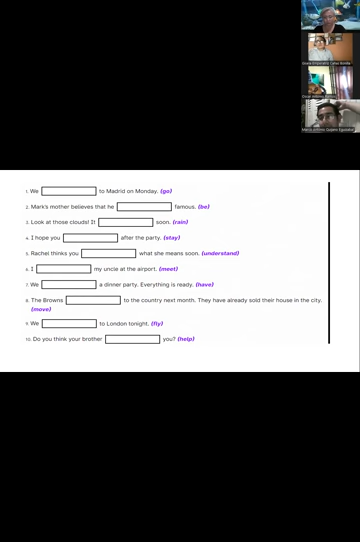 1. We to Madrid on Monday. (go)
2. Mark's mother believes that he famous. (be)
3. Look at those clouds! It soon. (rain)
4. I hope you after the party. (stay)
5. Rachel thinks you what she means soon. (understand)
6. I my uncle at the airport. (meet)
7. We a dinner party. Everything is ready. (have)
8. The Browns to the country next month. They have already sold their house in the city.
(move)
9. We to London tonight. (fly)
10. Do you think your brother you? (help)